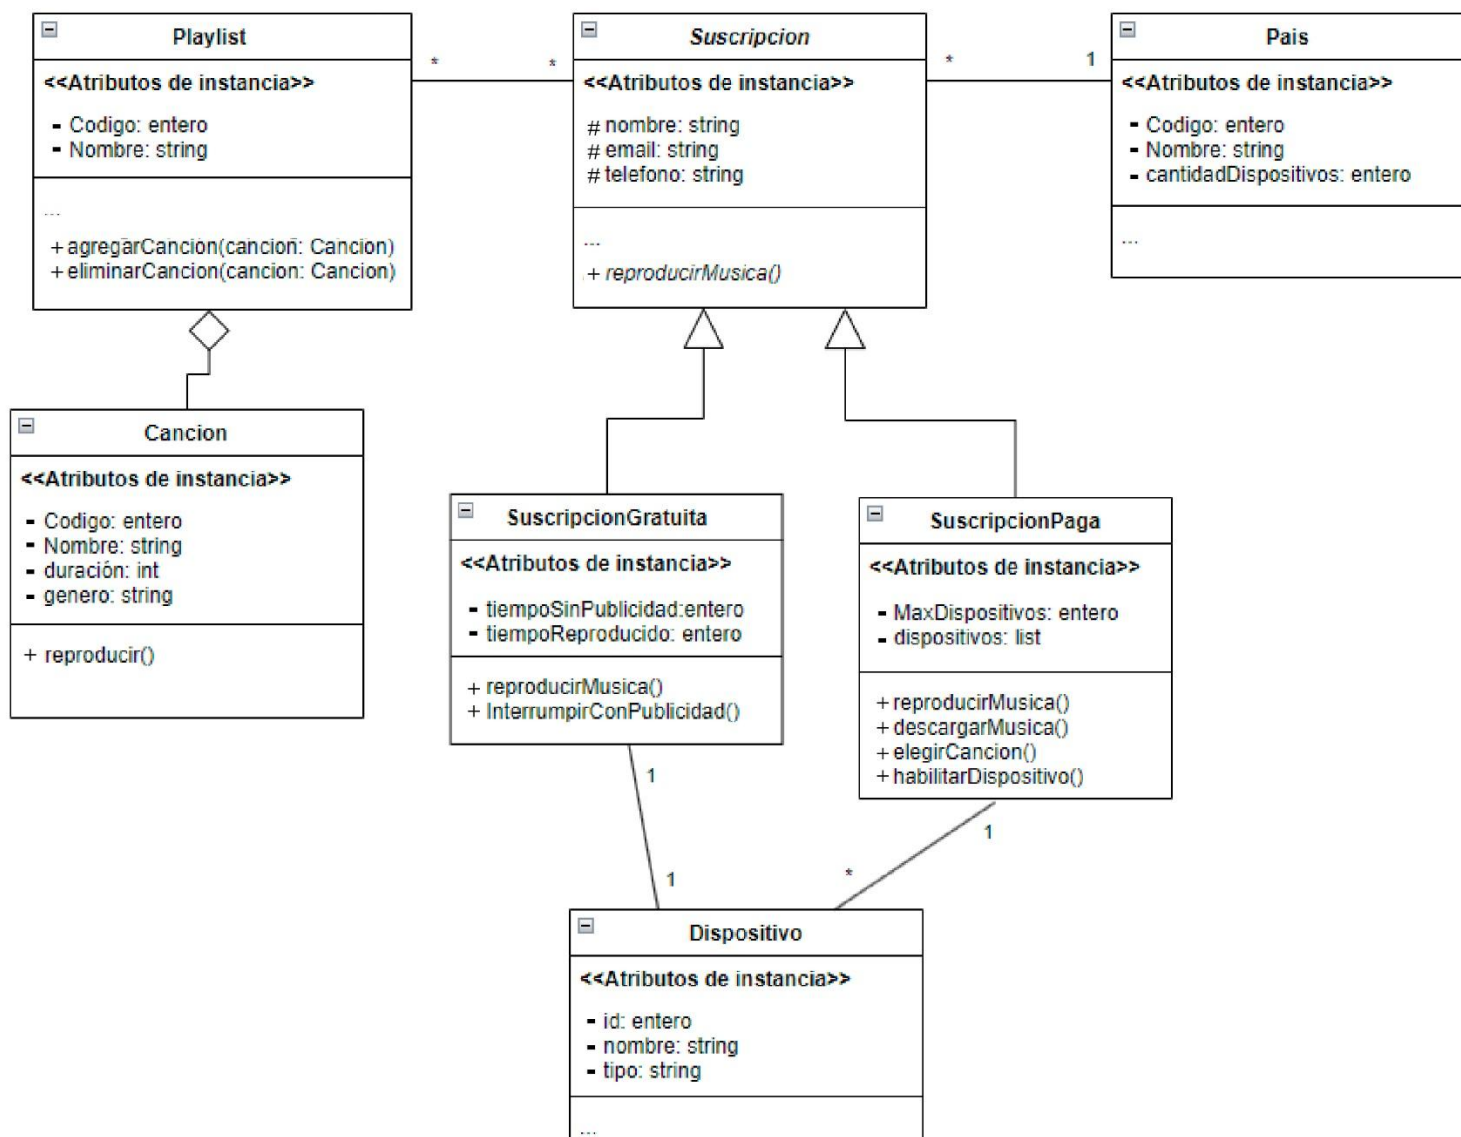 Playlist
<<Atributos de instancia>>
- Codigo: entero
- Nombre: string
...
+ agregarCancion(cancion: Cancion)
+ eliminarCancion(cancion: Cancion)
*
*
Suscripcion
<<Atributos de instancia>>
# nombre: string
# email: string
# telefono: string
...
+ reproducirMusica()
*
1
Pais
<<Atributos de instancia>>
- Codigo: entero
- Nombre: string
- cantidadDispositivos: entero
...
Cancion
<<Atributos de instancia>>
- Codigo: entero
- Nombre: string
- duración: int
- genero: string
+ reproducir()
SuscripcionGratuita
<<Atributos de instancia>>
- tiempoSinPublicidad:entero
- tiempoReproducido: entero
+ reproducirMusica()
+ InterrumpirConPublicidad()
SuscripcionPaga
<<Atributos de instancia>>
- MaxDispositivos: entero
- dispositivos: list
+ reproducirMusica()
+ descargarMusica()
+ elegirCancion()
+ habilitarDispositivo()
1
1
1
*
Dispositivo
<<Atributos de instancia>>
- id: entero
- nombre: string
- tipo: string
...